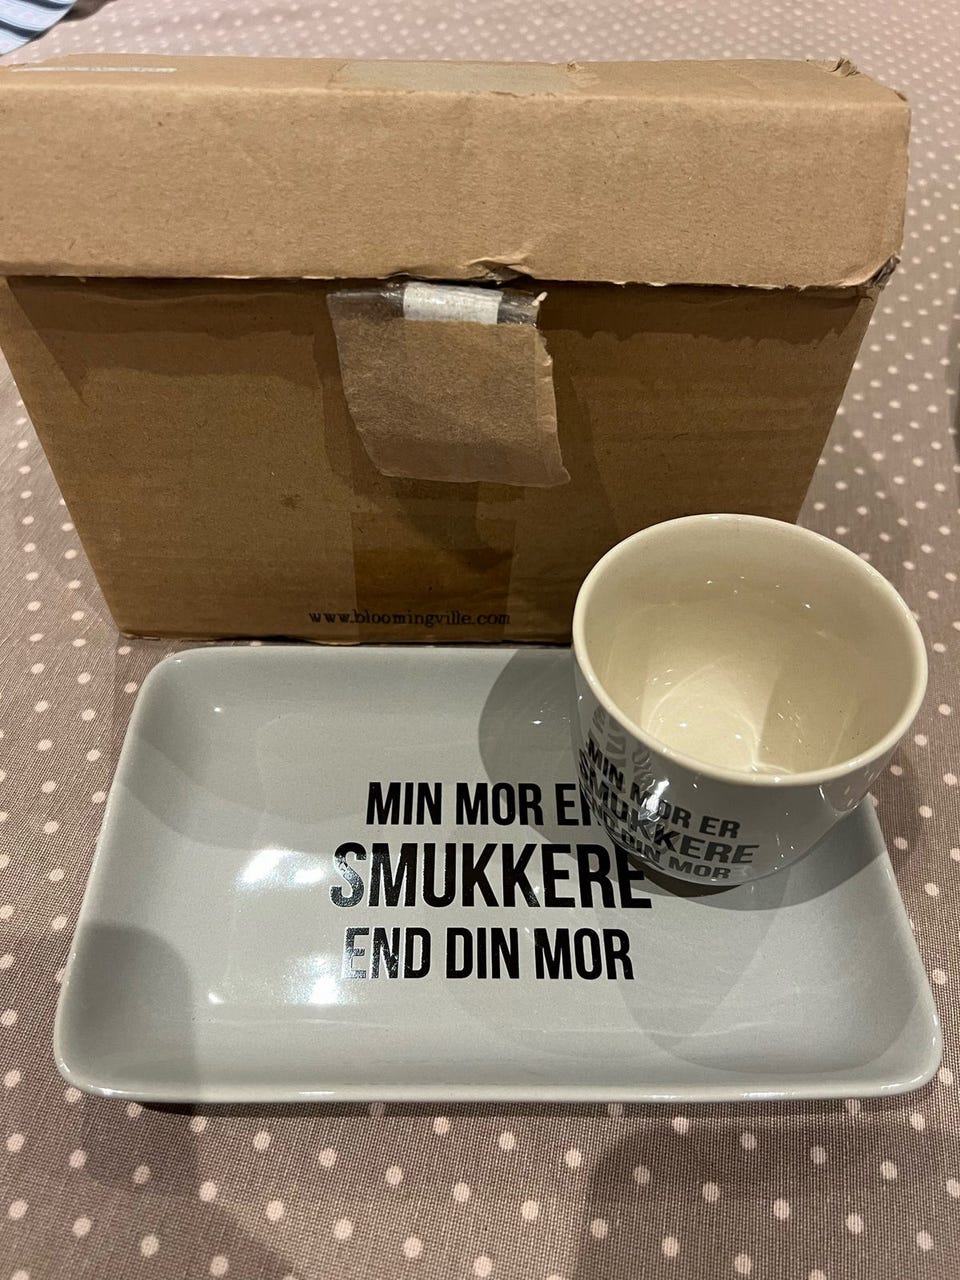 www.bloomingville.com
MIN MOR ER
SMUKKERE
END DIN MOR
MIN MOR ER
SMUKKERE
END DIN MOR